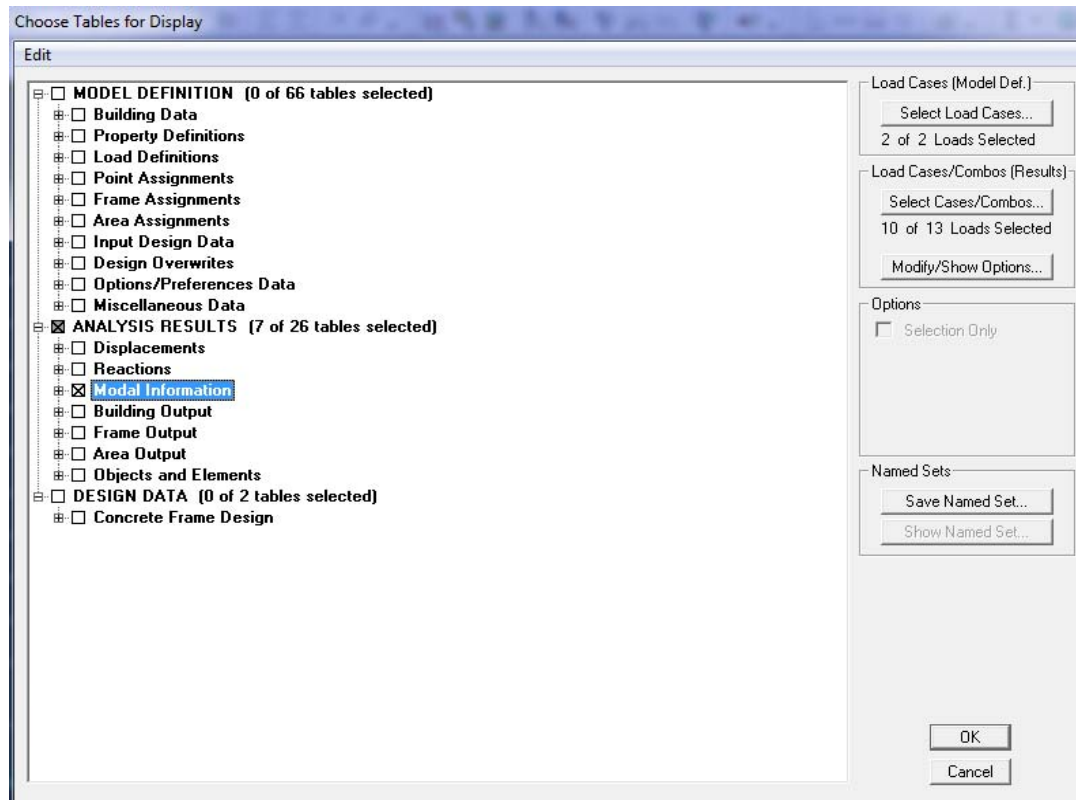 Choose Tables for Display
Edit
MODEL DEFINITION (0 of 66 tables selected)
Building Data
Property Definitions
Load Definitions
Point Assignments
Frame Assignments
Area Assignments
Input Design Data
Design Overwrites
Options/Preferences Data
Miscellaneous Data
ANALYSIS RESULTS (7 of 26 tables selected)
Displacements
Reactions
Modal Information
Building Output
Frame Output
Area Output
Objects and Elements
DESIGN DATA (0 of 2 tables selected)
Concrete Frame Design
Load Cases (Model Def.)
Select Load Cases...
2 of 2 Loads Selected
Load Cases/Combos (Results)
Select Cases/Combos...
10 of 13 Loads Selected
Modify/Show Options...
Options
Selection Only
Named Sets
Save Named Set...
Show Named Set...
OK
Cancel